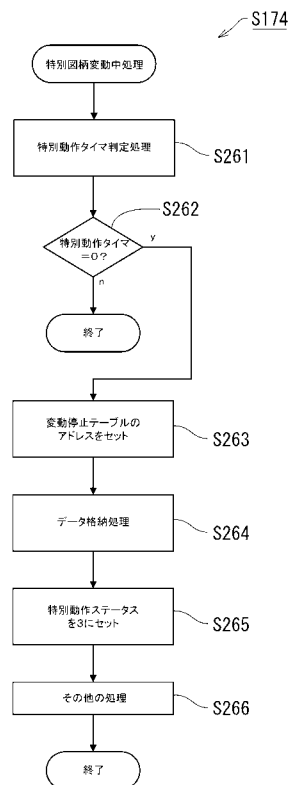 S174
特別図柄変動中処理
特別動作タイマ判定処理
S261
S262
特別動作タイマ
=0?
y
n
終了
変動停止テーブルの
アドレスをセット
S263
データ格納処理
S264
特別動作ステータス
を3にセット
S265
その他の処理
S266
終了